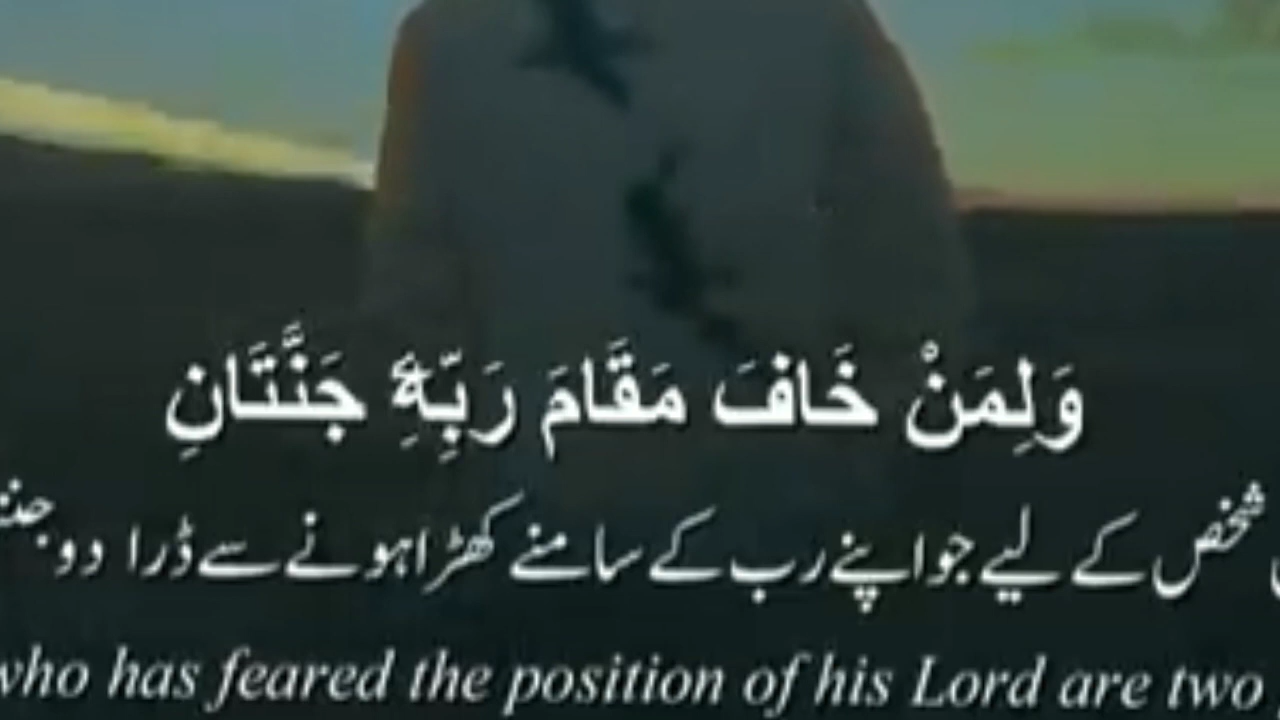 وَلِمَنْ خَافَ مَقَامَ رَبِّهٖ جَنَّتَانِ
شخص کے لیے جو اپنے رب کے سامنے کھڑا ہونے سے ڈرا دو
who has feared the position of his Lord are two